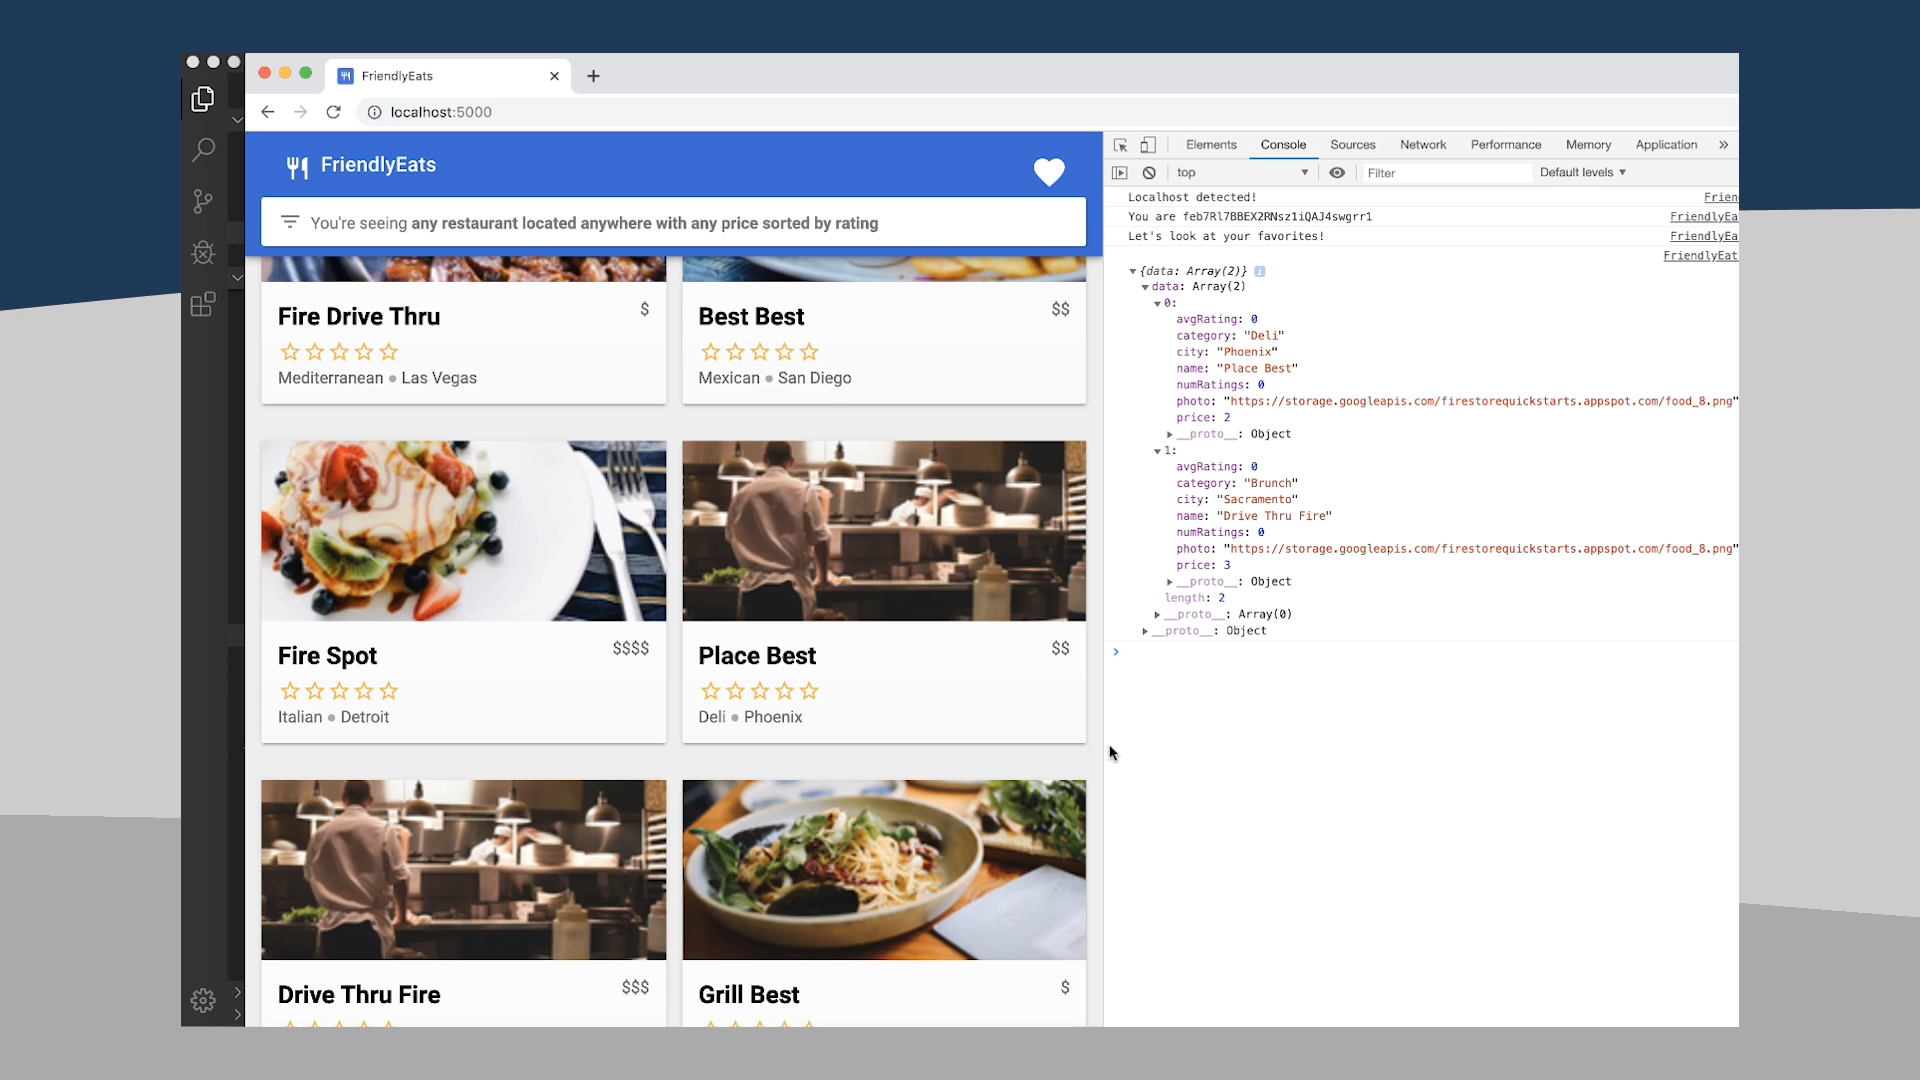 FriendlyEats
localhost:5000
FriendlyEats
You're seeing any restaurant located anywhere with any price sorted by rating
Fire Drive Thru $
Mediterranean ● Las Vegas
Best Best $$
Mexican ● San Diego
Fire Spot $$$$
Italian ● Detroit
Place Best $$
Deli ● Phoenix
Drive Thru Fire $$$
Grill Best $
Elements Console Sources Network Performance Memory Application »
top Filter Default levels
Localhost detected! Frien
You are feb7Rl7BBEX2RNsz1iQAJ4swgrr1 FriendlyEa
Let's look at your favorites! FriendlyEa
FriendlyEat
{data: Array(2)}
data: Array(2)
0:
avgRating: 0
category: "Deli"
city: "Phoenix"
name: "Place Best"
numRatings: 0
photo: "https://storage.googleapis.com/firestorequickstarts.appspot.com/food_8.png"
price: 2
__proto__: Object
1:
avgRating: 0
category: "Brunch"
city: "Sacramento"
name: "Drive Thru Fire"
numRatings: 0
photo: "https://storage.googleapis.com/firestorequickstarts.appspot.com/food_8.png"
price: 3
__proto__: Object
length: 2
__proto__: Array(0)
__proto__: Object